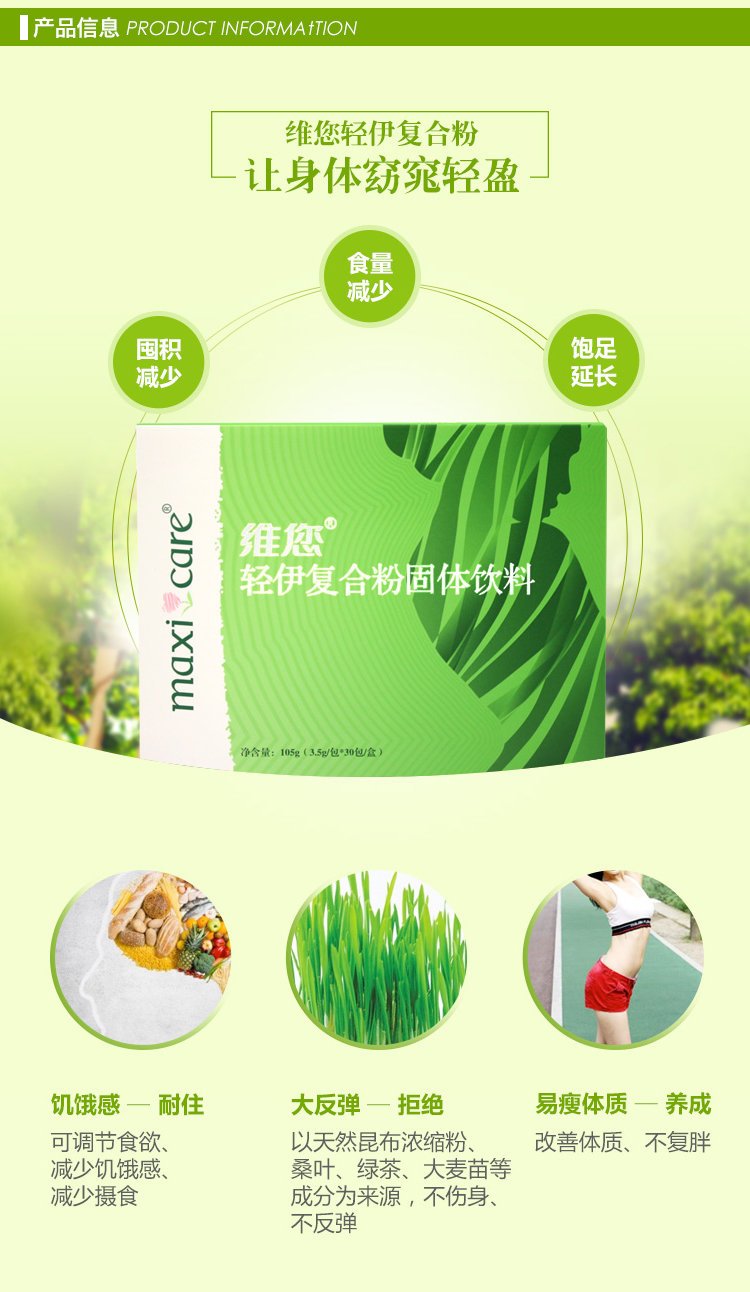 产品信息 PRODUCT INFORMAtTION
维您轻伊复合粉
让身体窈窕轻盈
食量
减少
囤积
减少
饱足
延长
maxi care®
维您®
轻伊复合粉固体饮料
净含量：105g（3.5g/包*30包/盒）
饥饿感 — 耐住
可调节食欲、
减少饥饿感、
减少摄食
大反弹 — 拒绝
以天然昆布浓缩粉、
桑叶、绿茶、大麦苗等
成分为来源，不伤身、
不反弹
易瘦体质 — 养成
改善体质、不复胖